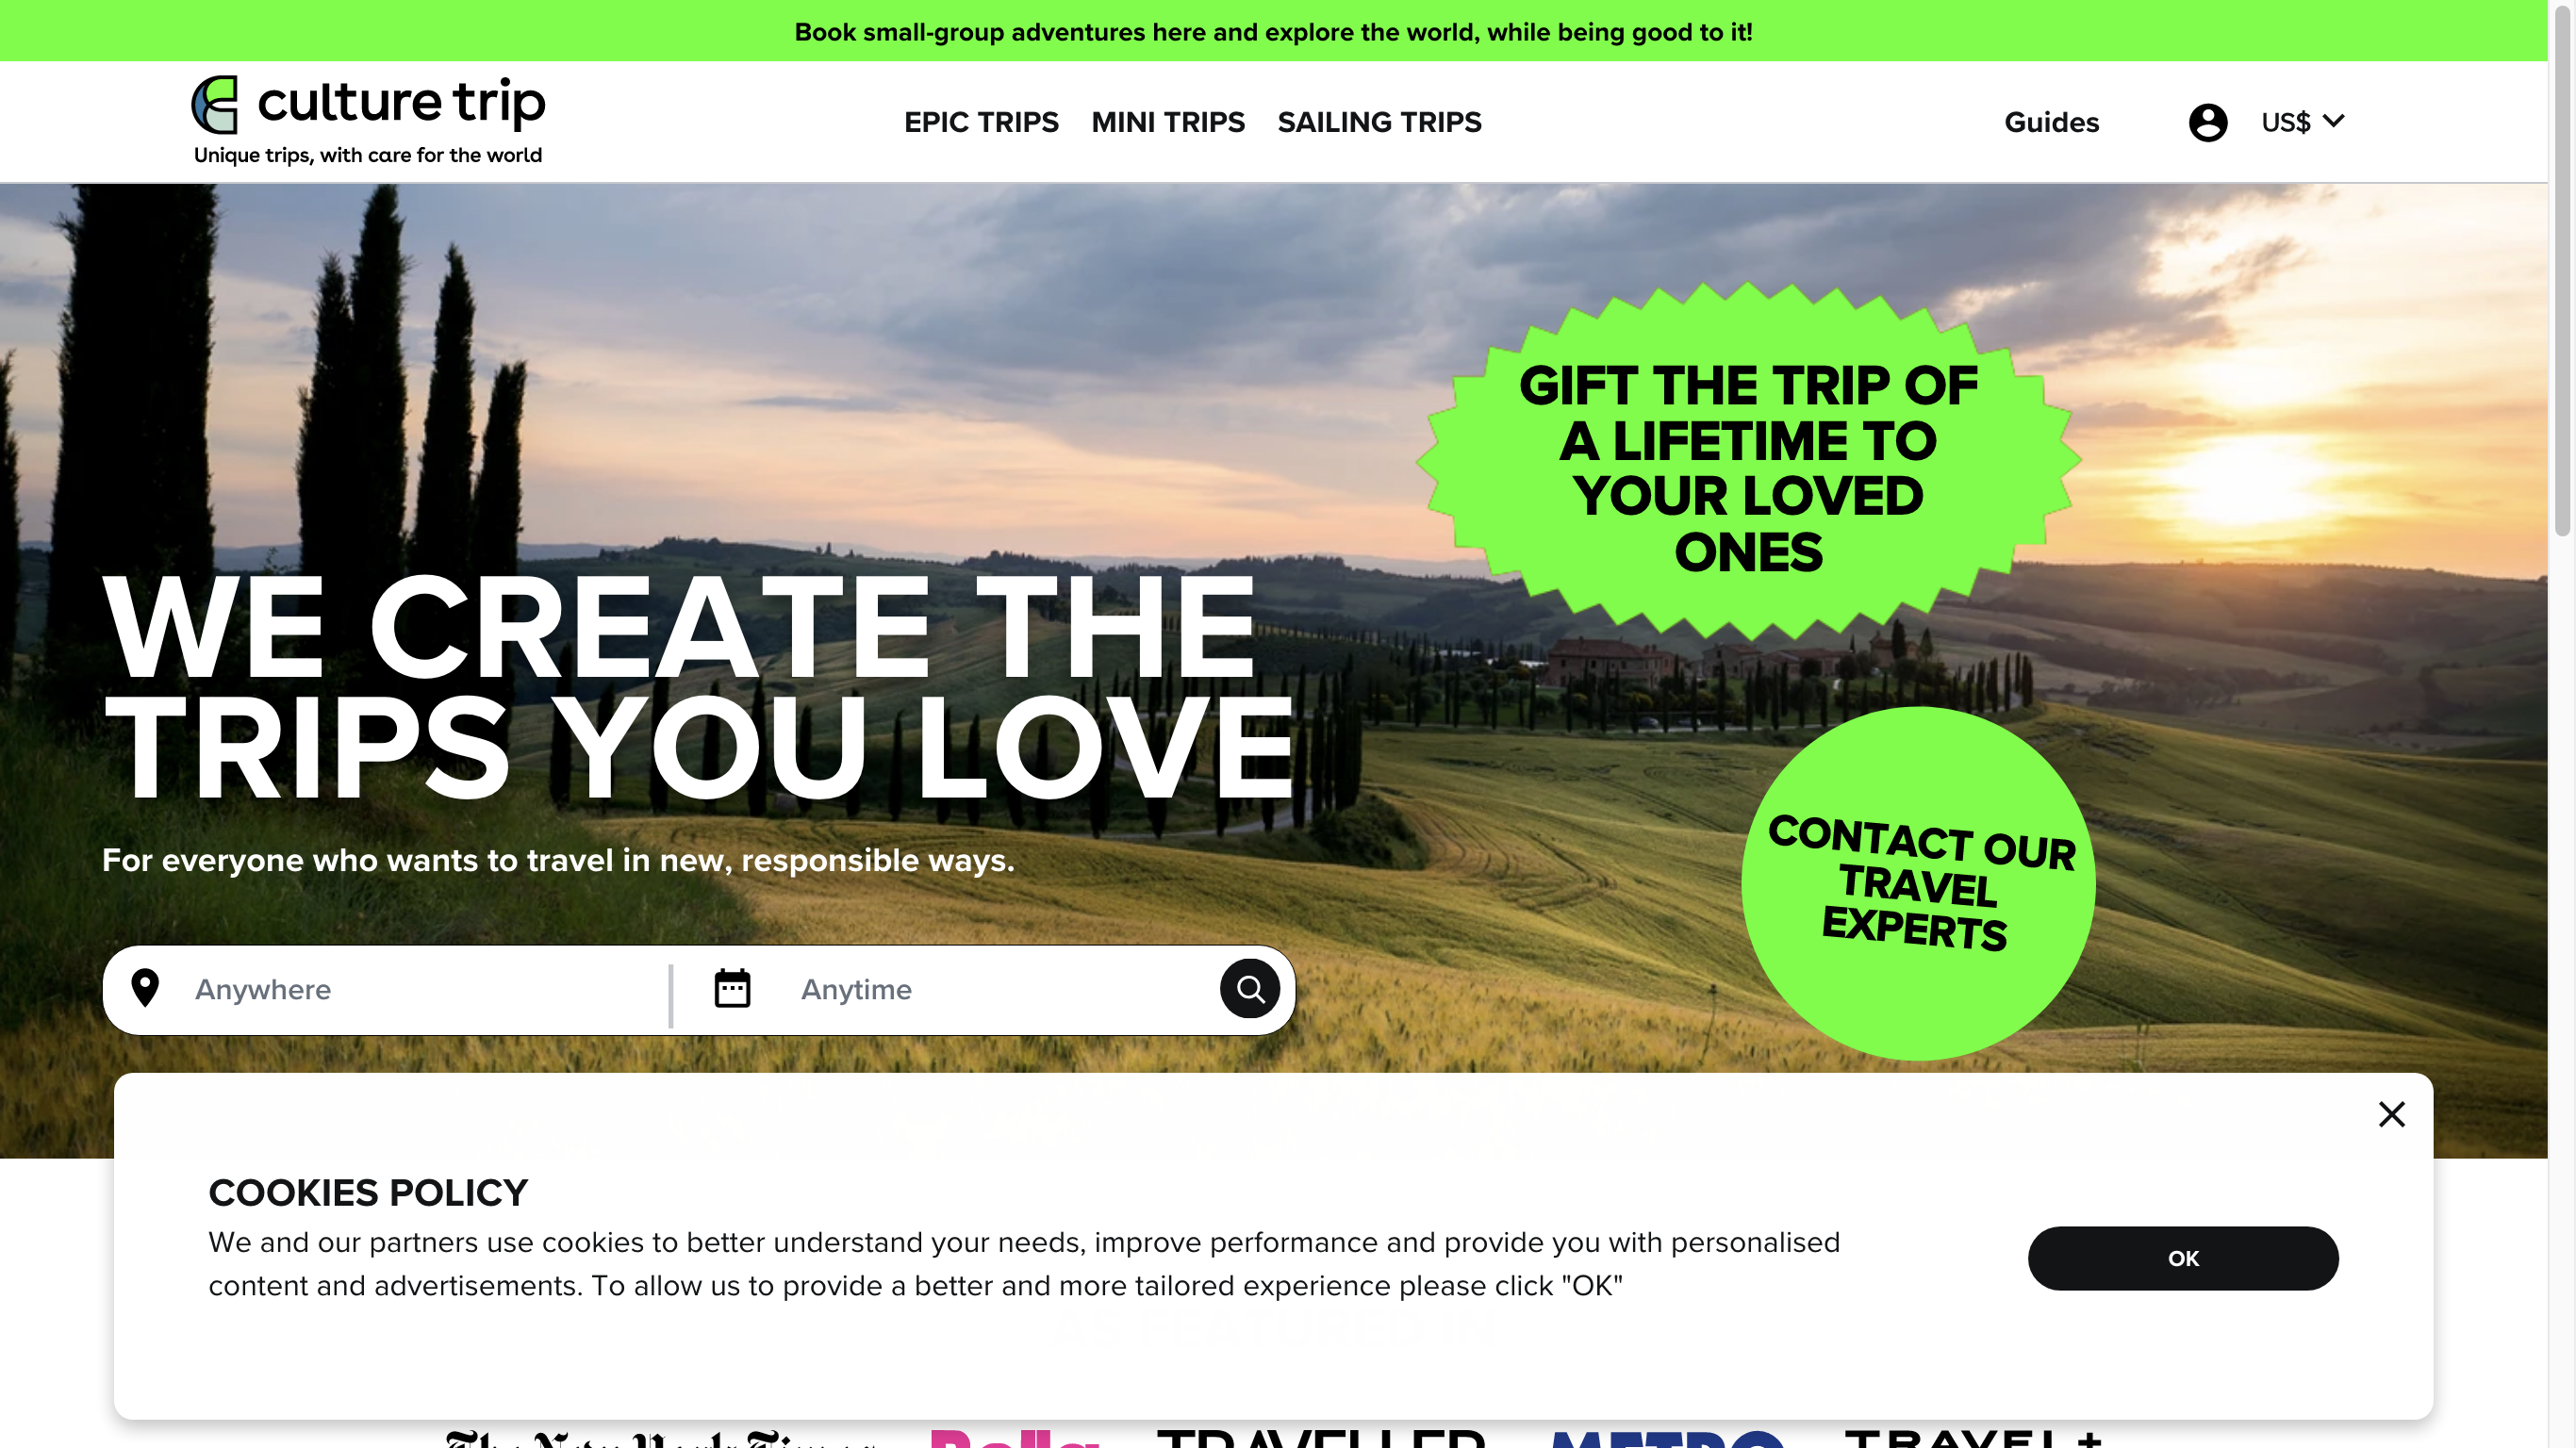 Book small-group adventures here and explore the world, while being good to it!
culture trip
Unique trips, with care for the world
EPIC TRIPS MINI TRIPS SAILING TRIPS
Guides
US$
GIFT THE TRIP OF
A LIFETIME TO
YOUR LOVED
ONES
WE CREATE THE
TRIPS YOU LOVE
For everyone who wants to travel in new, responsible ways.
CONTACT OUR
TRAVEL
EXPERTS
Anywhere
Anytime
COOKIES POLICY
We and our partners use cookies to better understand your needs, improve performance and provide you with personalised
content and advertisements. To allow us to provide a better and more tailored experience please click "OK"
OK
The New York Times Bella TRAVELLER METRO TRAVEL+